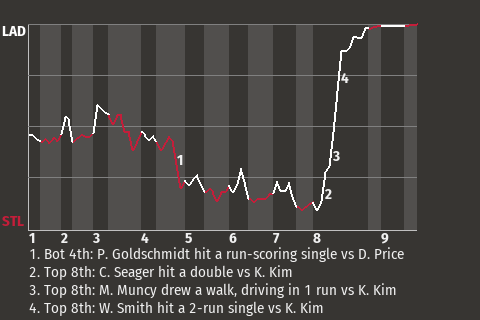 LAD
4
1
3
2
STL
1 2 3 4 5 6 7 8 9
1. Bot 4th: P. Goldschmidt hit a run-scoring single vs D. Price
2. Top 8th: C. Seager hit a double vs K. Kim
3. Top 8th: M. Muncy drew a walk, driving in 1 run vs K. Kim
4. Top 8th: W. Smith hit a 2-run single vs K. Kim